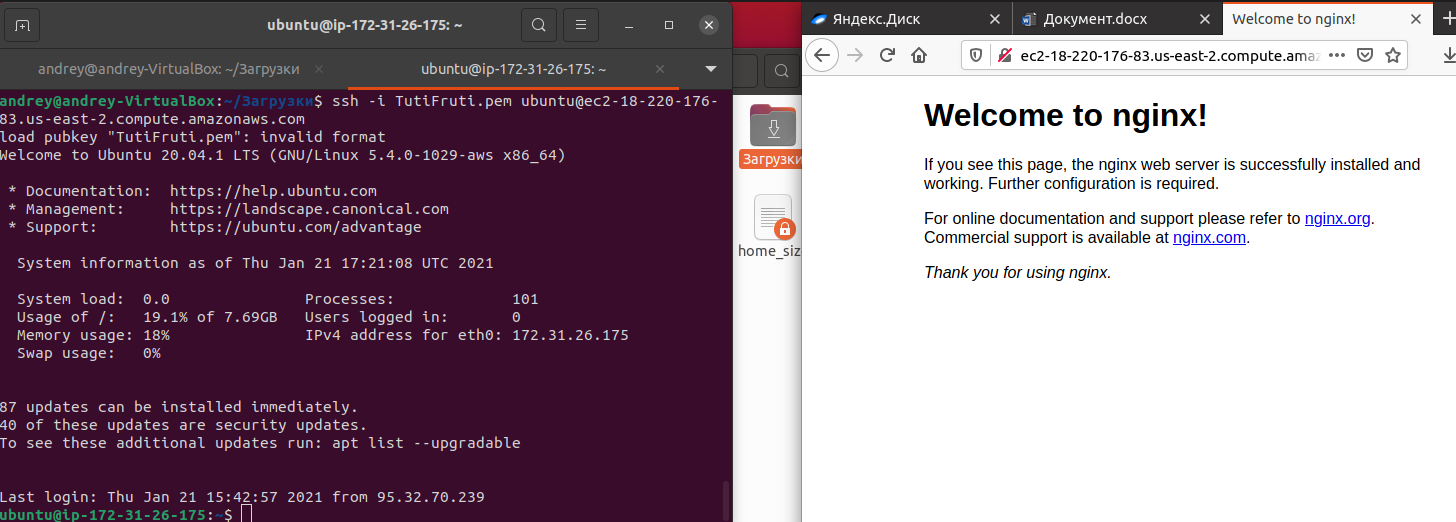 ubuntu@ip-172-31-26-175: ~
andrey@andrey-VirtualBox: ~/Загрузки
ubuntu@ip-172-31-26-175: ~
andrey@andrey-VirtualBox:~/Загрузки$ ssh -i TutiFruti.pem ubuntu@ec2-18-220-176-
83.us-east-2.compute.amazonaws.com
load pubkey "TutiFruti.pem": invalid format
Welcome to Ubuntu 20.04.1 LTS (GNU/Linux 5.4.0-1029-aws x86_64)
* Documentation:  https://help.ubuntu.com
* Management:     https://landscape.canonical.com
* Support:        https://ubuntu.com/advantage
System information as of Thu Jan 21 17:21:08 UTC 2021
System load:  0.0               Processes:             101
Usage of /:   19.1% of 7.69GB   Users logged in:       0
Memory usage: 18%               IPv4 address for eth0: 172.31.26.175
Swap usage:   0%
87 updates can be installed immediately.
40 of these updates are security updates.
To see these additional updates run: apt list --upgradable
Last login: Thu Jan 21 15:42:57 2021 from 95.32.70.239
ubuntu@ip-172-31-26-175:~$
Загрузки
home_siz
Яндекс.Диск
Документ.docx
Welcome to nginx!
ec2-18-220-176-83.us-east-2.compute.ama
Welcome to nginx!
If you see this page, the nginx web server is successfully installed and
working. Further configuration is required.
For online documentation and support please refer to nginx.org.
Commercial support is available at nginx.com.
Thank you for using nginx.